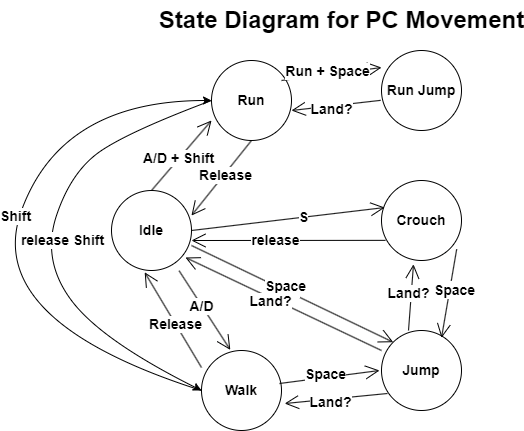 State Diagram for PC Movement
Run + Space
Run
Run Jump
Land?
A/D + Shift
Release
Shift
release Shift
Idle
S
Crouch
release
Space
Land?
Land?
Space
A/D
Release
Space
Jump
Walk
Land?